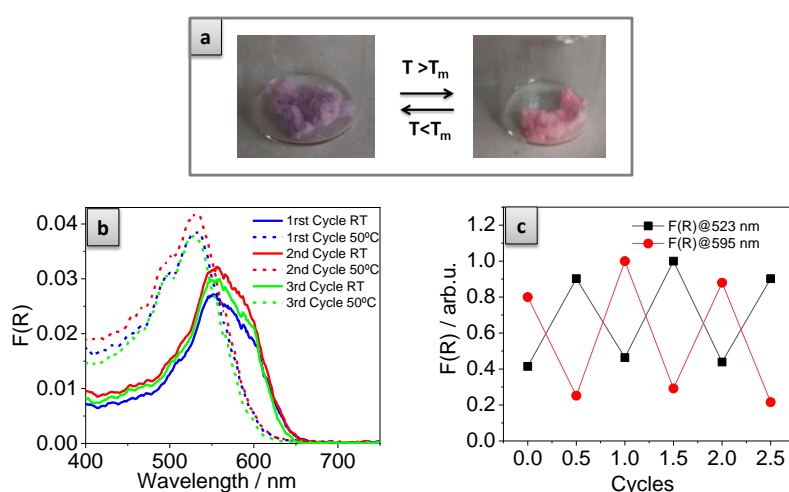 a
T >Tm
T<Tm
b
1rst Cycle RT
1rst Cycle 50ºC
2nd Cycle RT
2nd Cycle 50ºC
3rd Cycle RT
3rd Cycle 50ºC
0.04
0.03
0.02
0.01
0.00
F(R)
400 500 600 700
Wavelength / nm
c
F(R)@523 nm
F(R)@595 nm
1.2
1.0
0.8
0.6
0.4
0.2
0.0
F(R) / arb.u.
0.0 0.5 1.0 1.5 2.0 2.5
Cycles